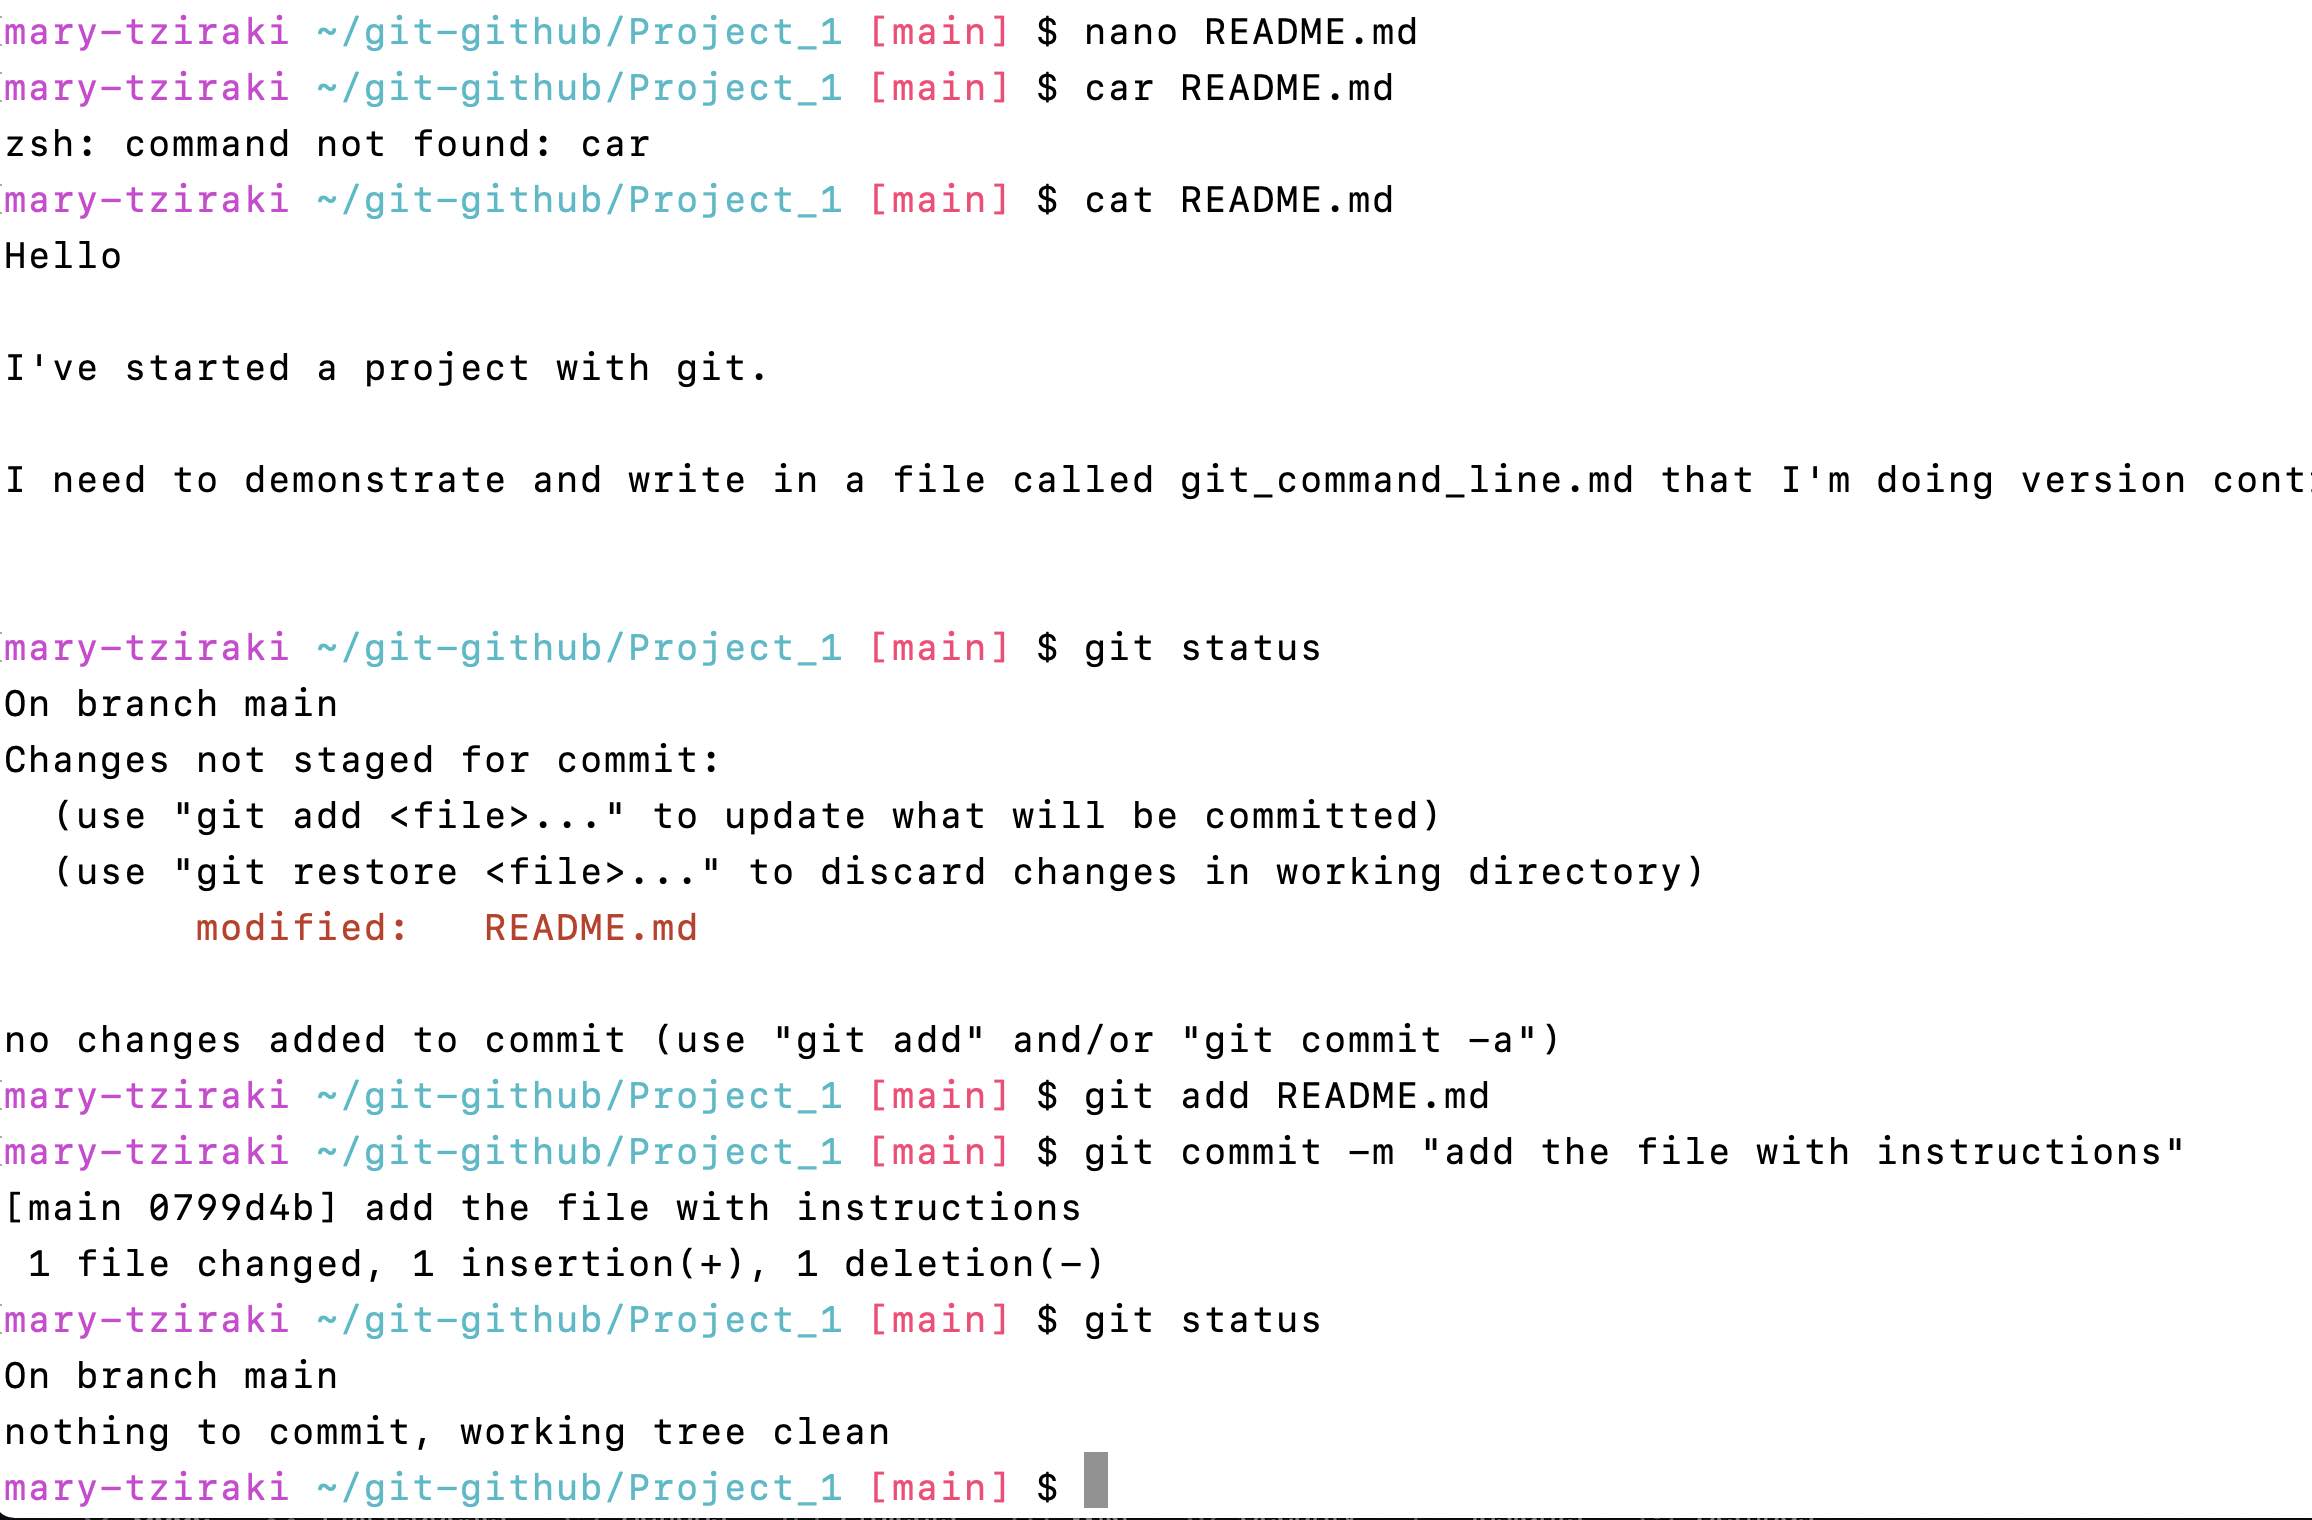 mary-tziraki ~/git-github/Project_1 [main] $ nano README.md
mary-tziraki ~/git-github/Project_1 [main] $ car README.md
zsh: command not found: car
mary-tziraki ~/git-github/Project_1 [main] $ cat README.md
Hello
I've started a project with git.
I need to demonstrate and write in a file called git_command_line.md that I'm doing version
mary-tziraki ~/git-github/Project_1 [main] $ git status
On branch main
Changes not staged for commit:
  (use "git add <file>..." to update what will be committed)
  (use "git restore <file>..." to discard changes in working directory)
        modified:   README.md
no changes added to commit (use "git add" and/or "git commit -a")
mary-tziraki ~/git-github/Project_1 [main] $ git add README.md
mary-tziraki ~/git-github/Project_1 [main] $ git commit -m "add the file with instructions"
[main 0799d4b] add the file with instructions
 1 file changed, 1 insertion(+), 1 deletion(-)
mary-tziraki ~/git-github/Project_1 [main] $ git status
On branch main
nothing to commit, working tree clean
mary-tziraki ~/git-github/Project_1 [main] $